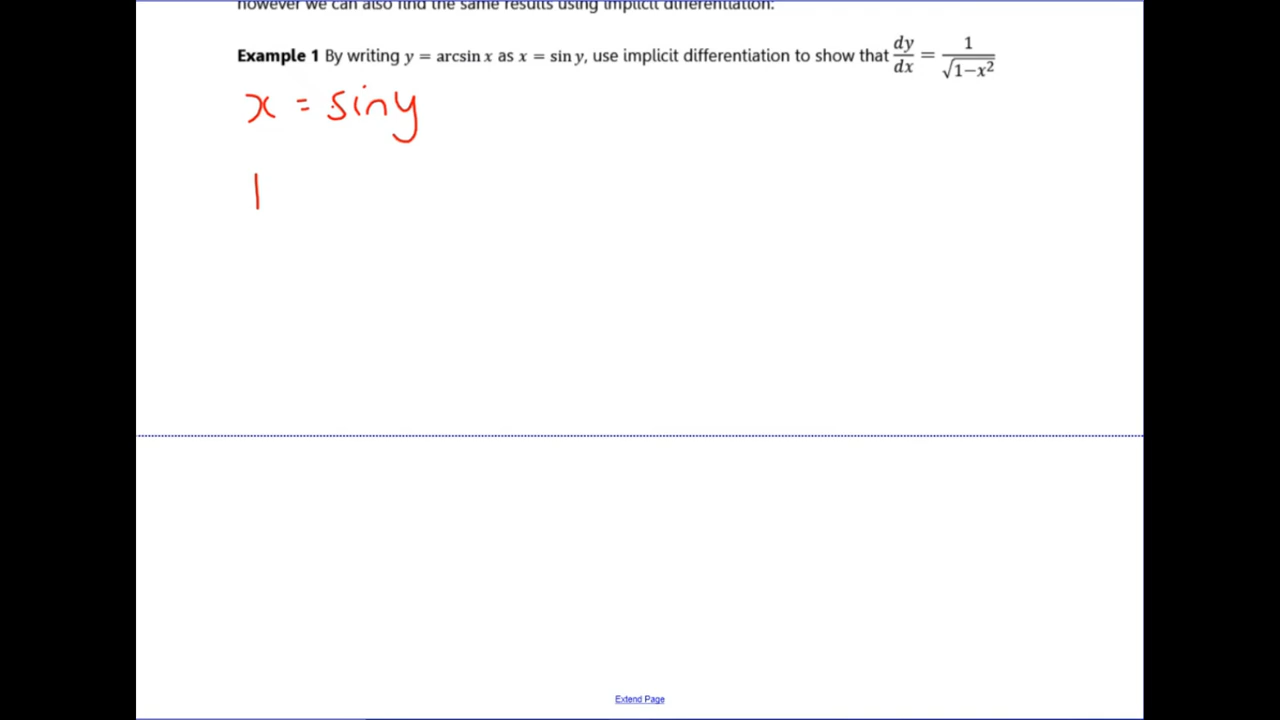 however we can also find the same results using implicit differentiation:
Example 1 By writing y = arcsin x as x = sin y, use implicit differentiation to show that dy/dx = 1/√(1−x²)
x = siny
1
Extend Page